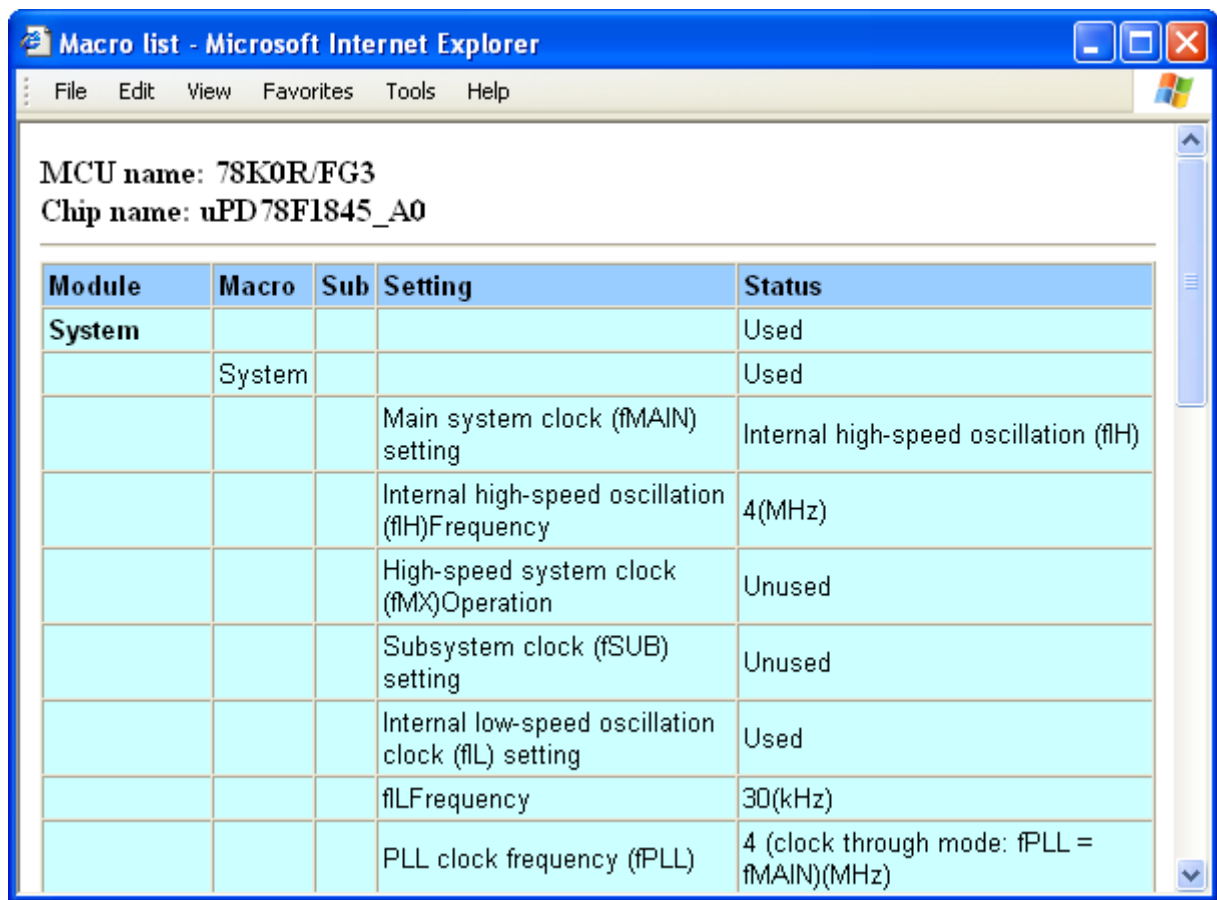 Macro list - Microsoft Internet Explorer
File Edit View Favorites Tools Help
MCU name: 78K0R/FG3
Chip name: uPD78F1845_A0
Module Macro Sub Setting Status
System Used
System Used
Main system clock (fMAIN)
setting
Internal high-speed oscillation (fIH)
Internal high-speed oscillation
(fIH)Frequency
4(MHz)
High-speed system clock
(fMX)Operation
Unused
Subsystem clock (fSUB)
setting
Unused
Internal low-speed oscillation
clock (fIL) setting
Used
fILFrequency 30(kHz)
PLL clock frequency (fPLL)
4 (clock through mode: fPLL =
fMAIN)(MHz)